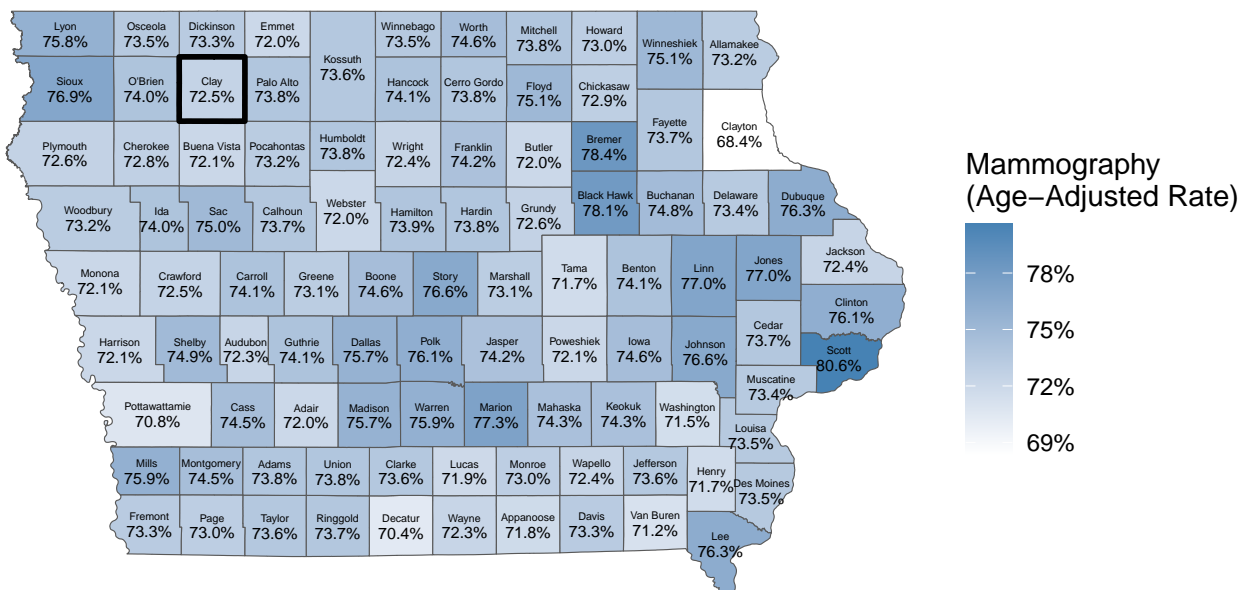 Lyon
75.8%
Osceola
73.5%
Dickinson
73.3%
Emmet
72.0%
Winnebago
73.5%
Worth
74.6%
Mitchell
73.8%
Howard
73.0%
Winneshiek
75.1%
Allamakee
73.2%
Kossuth
73.6%
Sioux
76.9%
O'Brien
74.0%
Clay
72.5%
Palo Alto
73.8%
Hancock
74.1%
Cerro Gordo
73.8%
Floyd
75.1%
Chickasaw
72.9%
Fayette
73.7%
Clayton
68.4%
Plymouth
72.6%
Cherokee
72.8%
Buena Vista
72.1%
Pocahontas
73.2%
Humboldt
73.8%
Wright
72.4%
Franklin
74.2%
Butler
72.0%
Bremer
78.4%
Woodbury
73.2%
Ida
74.0%
Sac
75.0%
Calhoun
73.7%
Webster
72.0%
Hamilton
73.9%
Hardin
73.8%
Grundy
72.6%
Black Hawk
78.1%
Buchanan
74.8%
Delaware
73.4%
Dubuque
76.3%
Monona
72.1%
Crawford
72.5%
Carroll
74.1%
Greene
73.1%
Boone
74.6%
Story
76.6%
Marshall
73.1%
Tama
71.7%
Benton
74.1%
Linn
77.0%
Jones
77.0%
Jackson
72.4%
Clinton
76.1%
Harrison
72.1%
Shelby
74.9%
Audubon
72.3%
Guthrie
74.1%
Dallas
75.7%
Polk
76.1%
Jasper
74.2%
Poweshiek
72.1%
Iowa
74.6%
Johnson
76.6%
Cedar
73.7%
Scott
80.6%
Muscatine
73.4%
Pottawattamie
70.8%
Cass
74.5%
Adair
72.0%
Madison
75.7%
Warren
75.9%
Marion
77.3%
Mahaska
74.3%
Keokuk
74.3%
Washington
71.5%
Louisa
73.5%
Mills
75.9%
Montgomery
74.5%
Adams
73.8%
Union
73.8%
Clarke
73.6%
Lucas
71.9%
Monroe
73.0%
Wapello
72.4%
Jefferson
73.6%
Henry
71.7%
Des Moines
73.5%
Fremont
73.3%
Page
73.0%
Taylor
73.6%
Ringgold
73.7%
Decatur
70.4%
Wayne
72.3%
Appanoose
71.8%
Davis
73.3%
Van Buren
71.2%
Lee
76.3%
Mammography
(Age−Adjusted Rate)
78%
75%
72%
69%